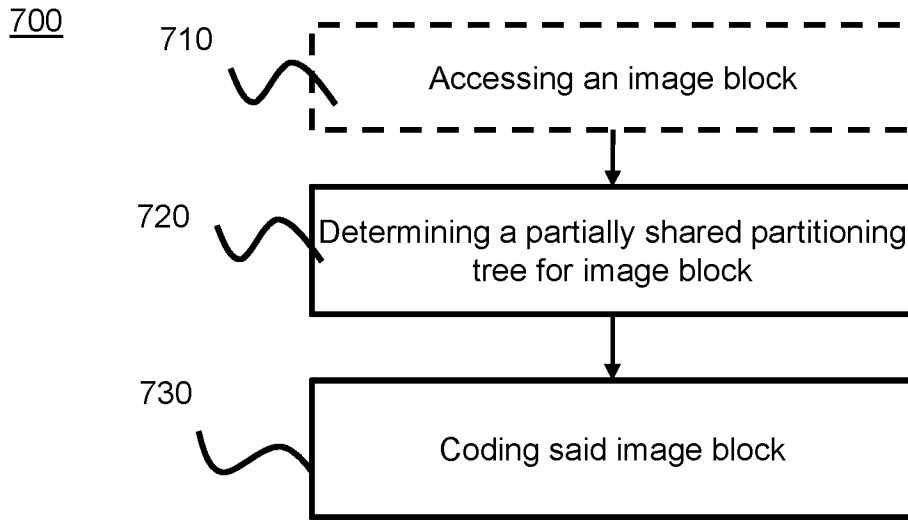 700
710
Accessing an image block
720
Determining a partially shared partitioning
tree for image block
730
Coding said image block